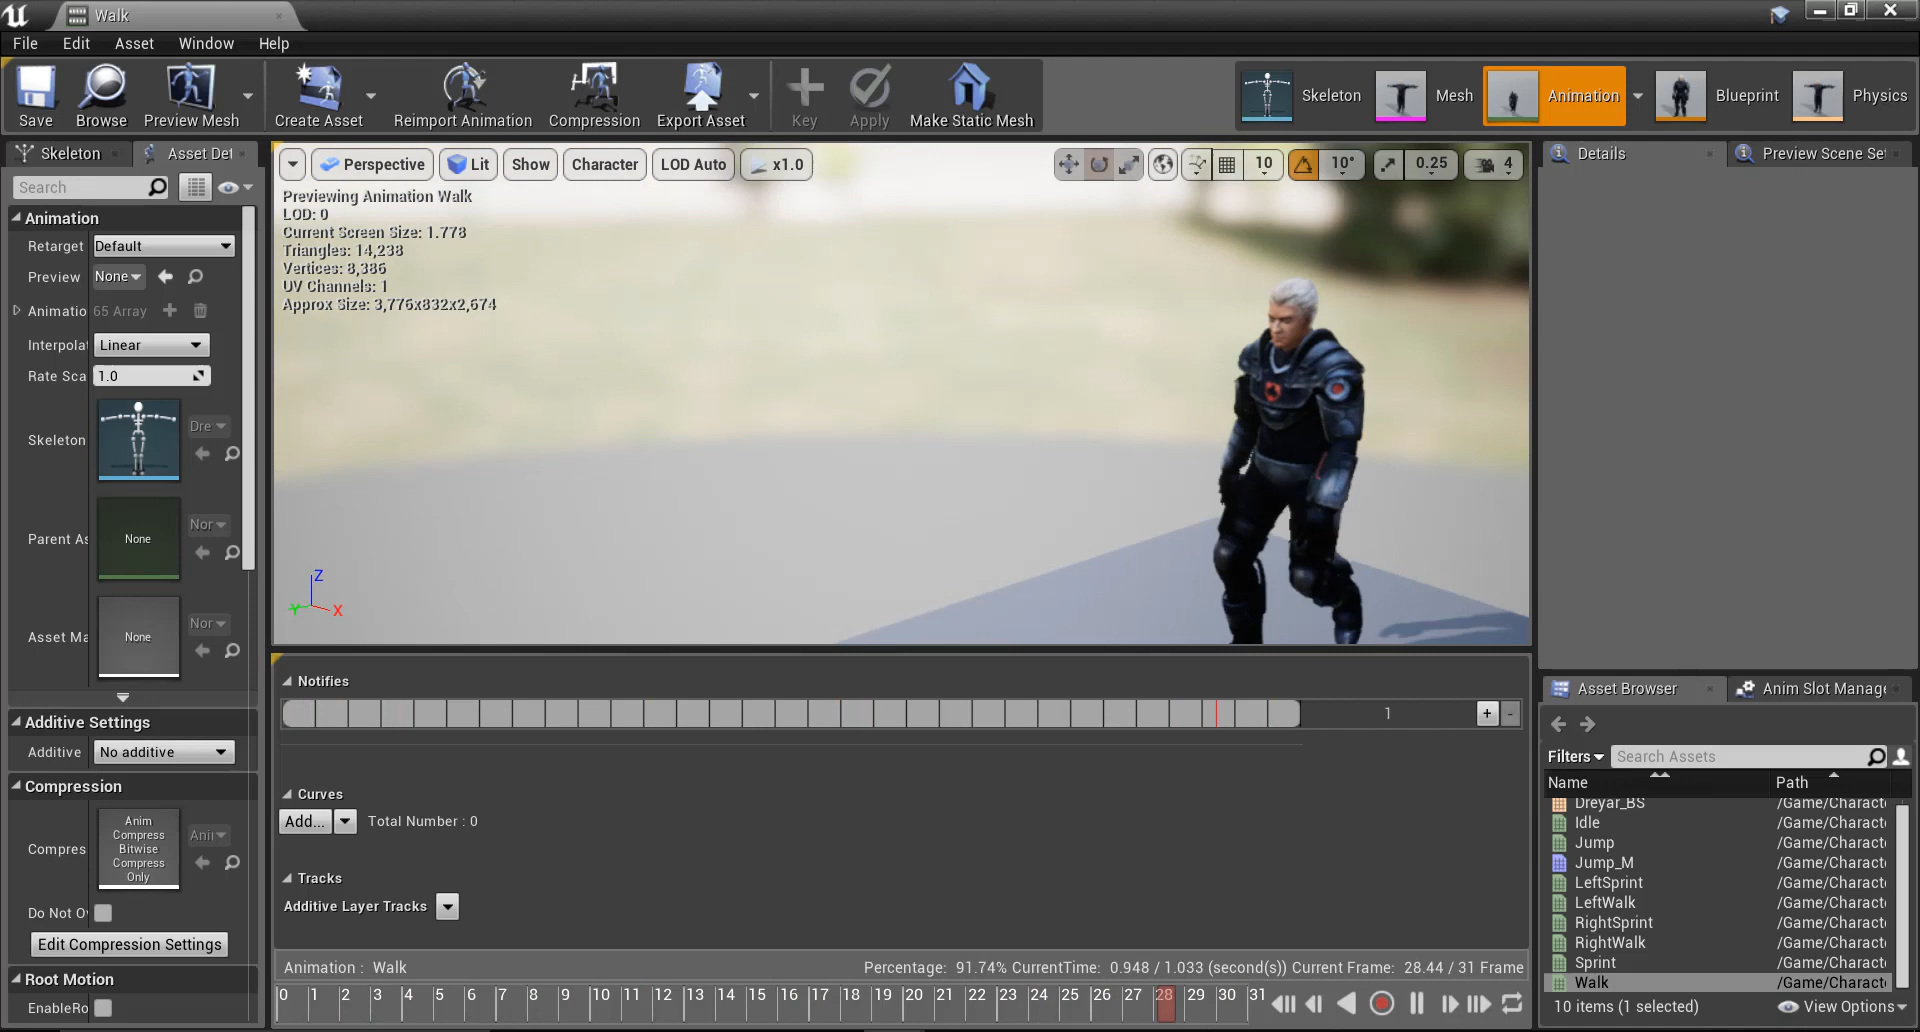 Walk
File Edit Asset Window Help
Save Browse Preview Mesh Create Asset Reimport Animation Compression Export Asset Key Apply Make Static Mesh
Skeleton Mesh Animation Blueprint Physics
Skeleton Asset Det
Search
Animation
Retarget Default
Preview None
Animatio 65 Array
Interpolat Linear
Rate Sca 1.0
Skeleton Dre
Parent As None Nor
Asset Ma None Nor
Additive Settings
Additive No additive
Compression
Compres Anim Compress Bitwise Compress Only Ani
Do Not O
Edit Compression Settings
Root Motion
EnableRo
Perspective Lit Show Character LOD Auto x1.0
10 10° 0.25 4
Previewing Animation Walk
LOD: 0
Current Screen Size: 1.778
Triangles: 14,238
Vertices: 8,386
UV Channels: 1
Approx Size: 3,776x832x2,674
Z
Y X
Notifies
1 + -
Curves
Add... Total Number : 0
Tracks
Additive Layer Tracks
Animation : Walk Percentage: 91.74% CurrentTime: 0.948 / 1.033 (second(s)) Current Frame: 28.44 / 31 Frame
0 1 2 3 4 5 6 7 8 9 10 11 12 13 14 15 16 17 18 19 20 21 22 23 24 25 26 27 28 29 30 31
Details Preview Scene Set
Asset Browser Anim Slot Manage
Filters Search Assets
Name Path
Dreyar_BS /Game/Characte
Idle /Game/Characte
Jump /Game/Characte
Jump_M /Game/Characte
LeftSprint /Game/Characte
LeftWalk /Game/Characte
RightSprint /Game/Characte
RightWalk /Game/Characte
Sprint /Game/Characte
Walk /Game/Characte
10 items (1 selected) View Options